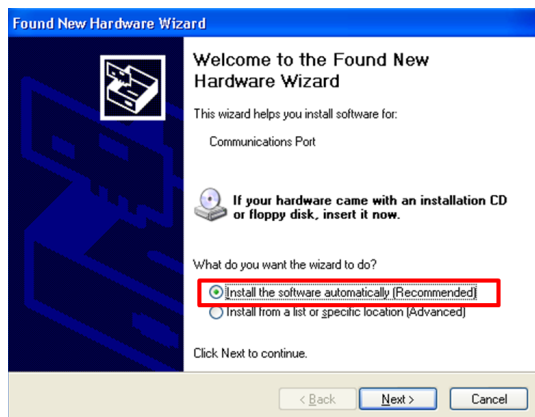 Found New Hardware Wizard
Welcome to the Found New
Hardware Wizard
This wizard helps you install software for:
Communications Port
If your hardware came with an installation CD
or floppy disk, insert it now.
What do you want the wizard to do?
Install the software automatically (Recommended)
Install from a list or specific location (Advanced)
Click Next to continue.
< Back Next > Cancel